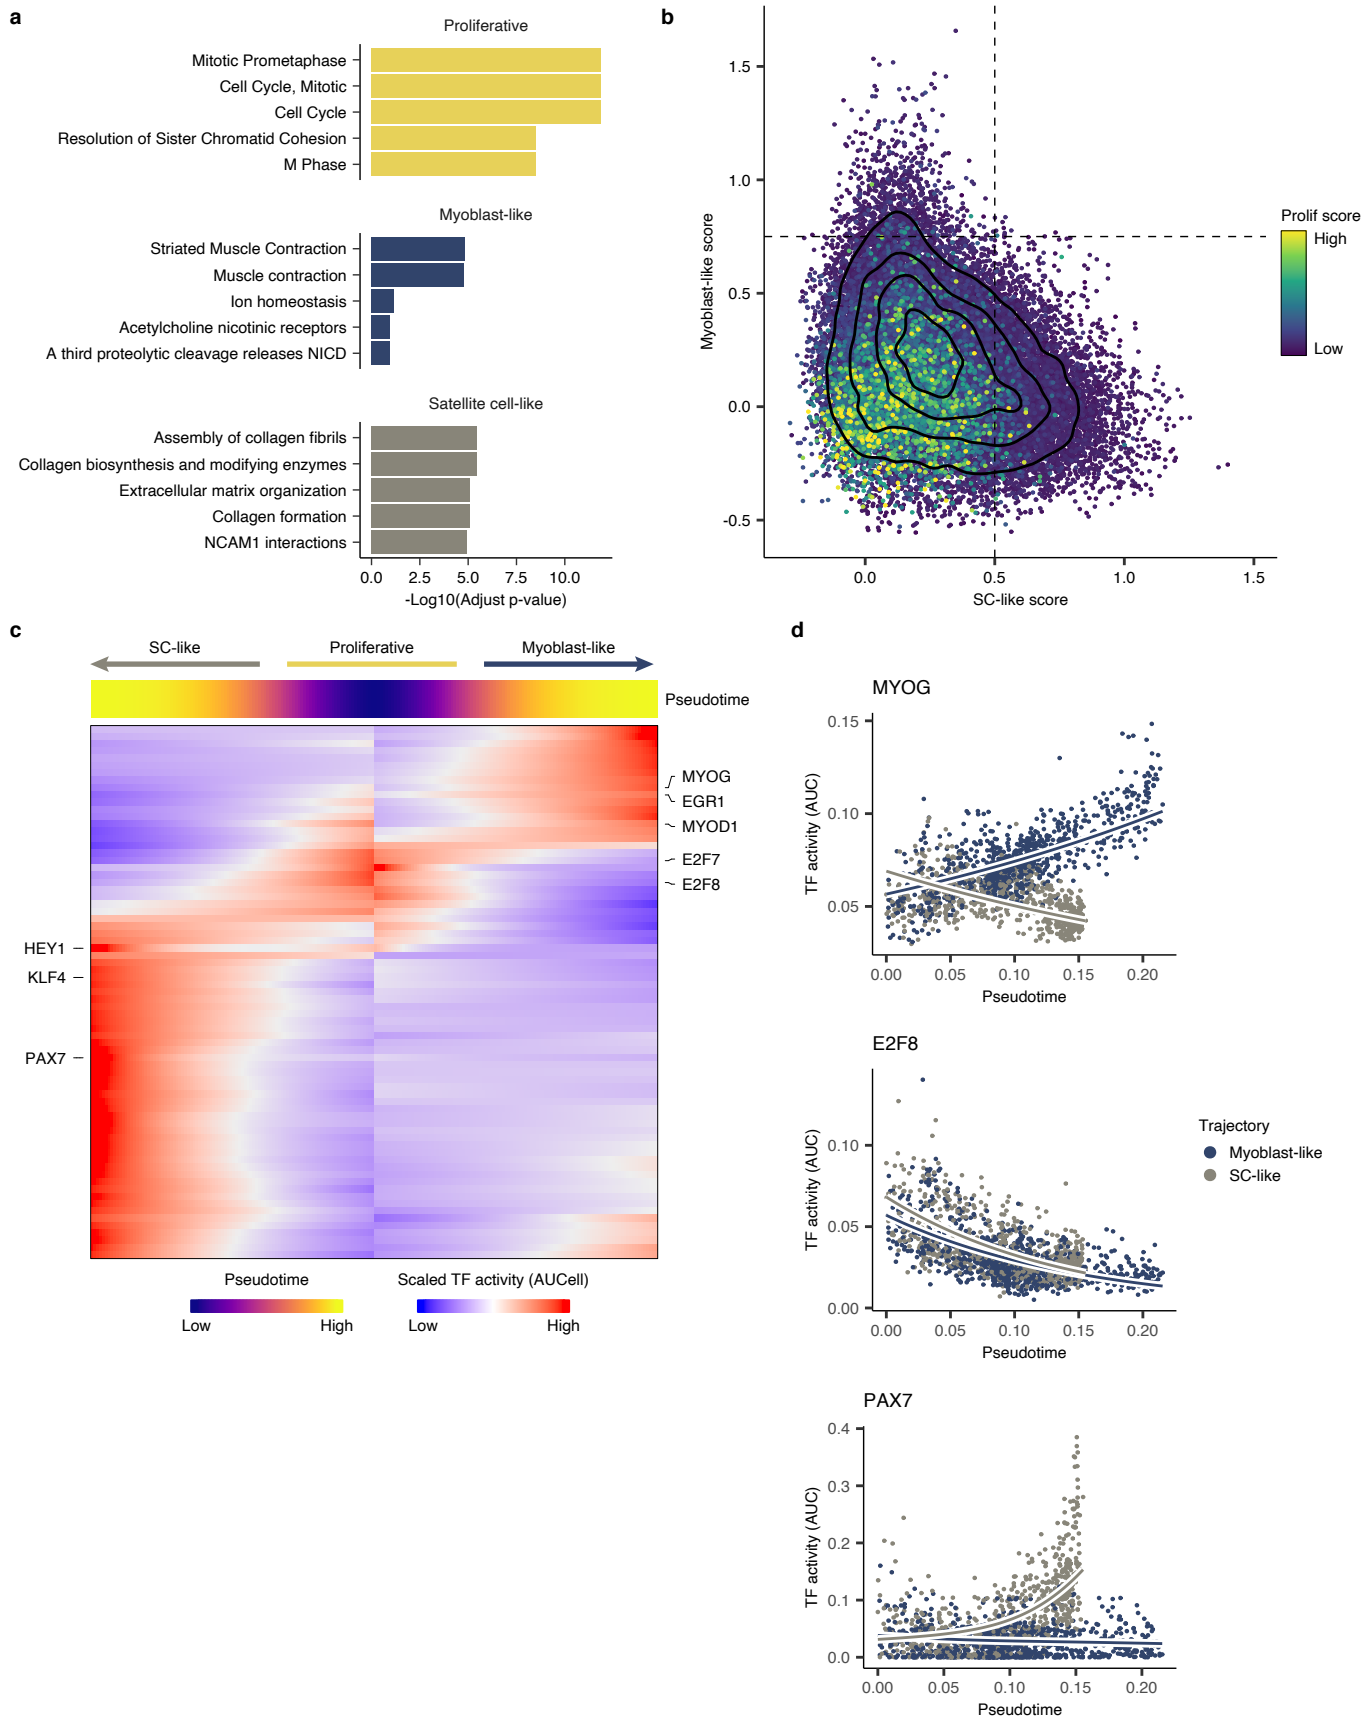 a
Proliferative
Mitotic Prometaphase
Cell Cycle, Mitotic
Cell Cycle
Resolution of Sister Chromatid Cohesion
M Phase
Myoblast-like
Striated Muscle Contraction
Muscle contraction
Ion homeostasis
Acetylcholine nicotinic receptors
A third proteolytic cleavage releases NICD
Satellite cell-like
Assembly of collagen fibrils
Collagen biosynthesis and modifying enzymes
Extracellular matrix organization
Collagen formation
NCAM1 interactions
0.0 2.5 5.0 7.5 10.0
-Log10(Adjust p-value)
b
Myoblast-like score
1.5
1.0
0.5
0.0
-0.5
0.0 0.5 1.0 1.5
SC-like score
Prolif score
High
Low
c
SC-like Proliferative Myoblast-like
Pseudotime
MYOG
EGR1
MYOD1
E2F7
E2F8
HEY1
KLF4
PAX7
Pseudotime
Low High
Scaled TF activity (AUCell)
Low High
d
MYOG
TF activity (AUC)
0.15
0.10
0.05
0.00 0.05 0.10 0.15 0.20
Pseudotime
E2F8
TF activity (AUC)
0.10
0.05
0.00
0.00 0.05 0.10 0.15 0.20
Pseudotime
Trajectory
Myoblast-like
SC-like
PAX7
TF activity (AUC)
0.4
0.3
0.2
0.1
0.0
0.00 0.05 0.10 0.15 0.20
Pseudotime